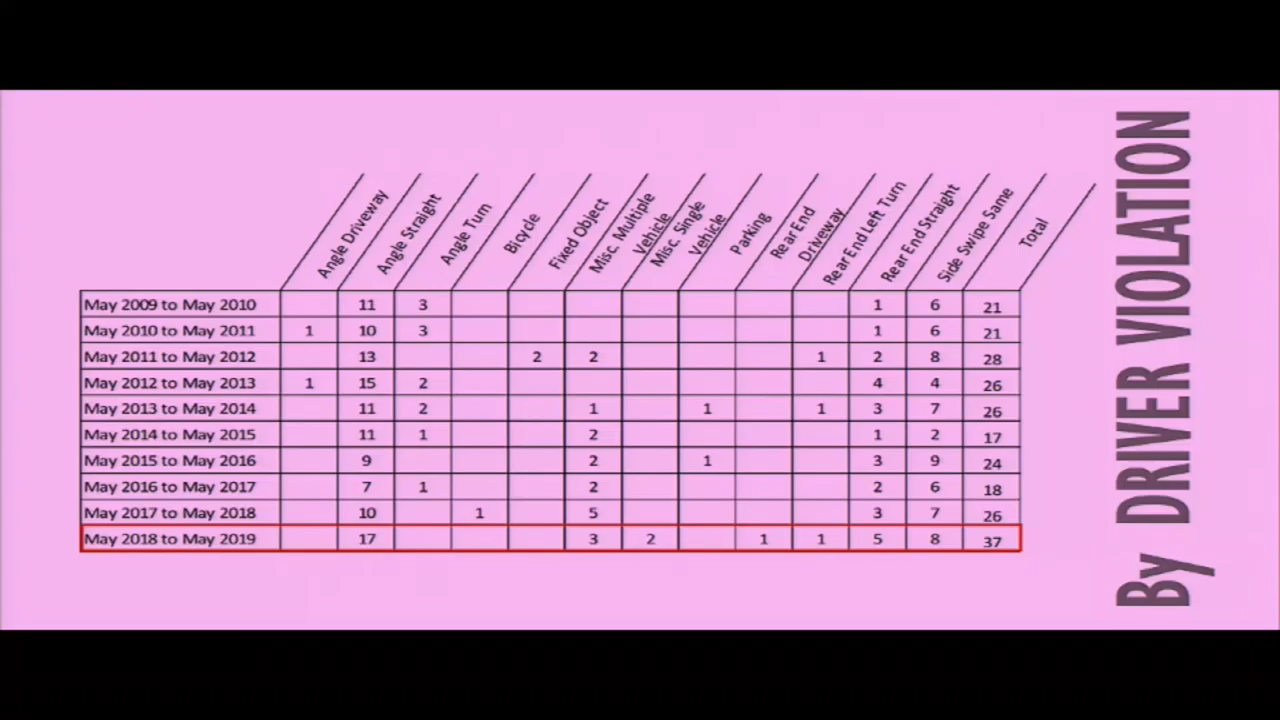 Angle Driveway
Angle Straight
Angle Turn
Bicycle
Fixed Object
Misc. Multiple
Vehicle
Misc. Single
Vehicle
Parking
Rear End
Driveway
Rear End Left Turn
Rear End Straight
Side Swipe Same
Total
May 2009 to May 2010 11 3 1 6 21
May 2010 to May 2011 1 10 3 1 6 21
May 2011 to May 2012 13 2 2 1 2 8 28
May 2012 to May 2013 1 15 2 4 4 26
May 2013 to May 2014 11 2 1 1 1 3 7 26
May 2014 to May 2015 11 1 2 1 2 17
May 2015 to May 2016 9 2 1 3 9 24
May 2016 to May 2017 7 1 2 2 6 18
May 2017 to May 2018 10 1 5 3 7 26
May 2018 to May 2019 17 3 2 1 1 5 8 37
By DRIVER VIOLATION